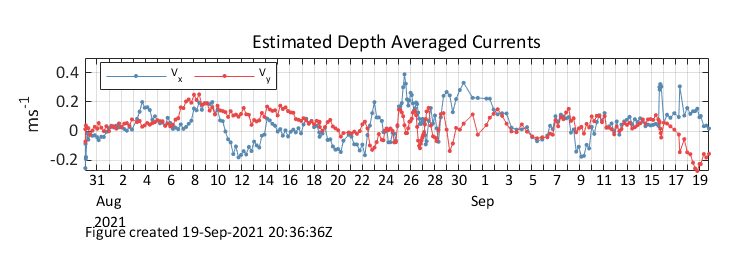 Estimated Depth Averaged Currents
Vx Vy
ms-1
0.4
0.2
0
-0.2
31 2 4 6 8 10 12 14 16 18 20 22 24 26 28 30 1 3 5 7 9 11 13 15 17 19
Aug Sep
2021
Figure created 19-Sep-2021 20:36:36Z